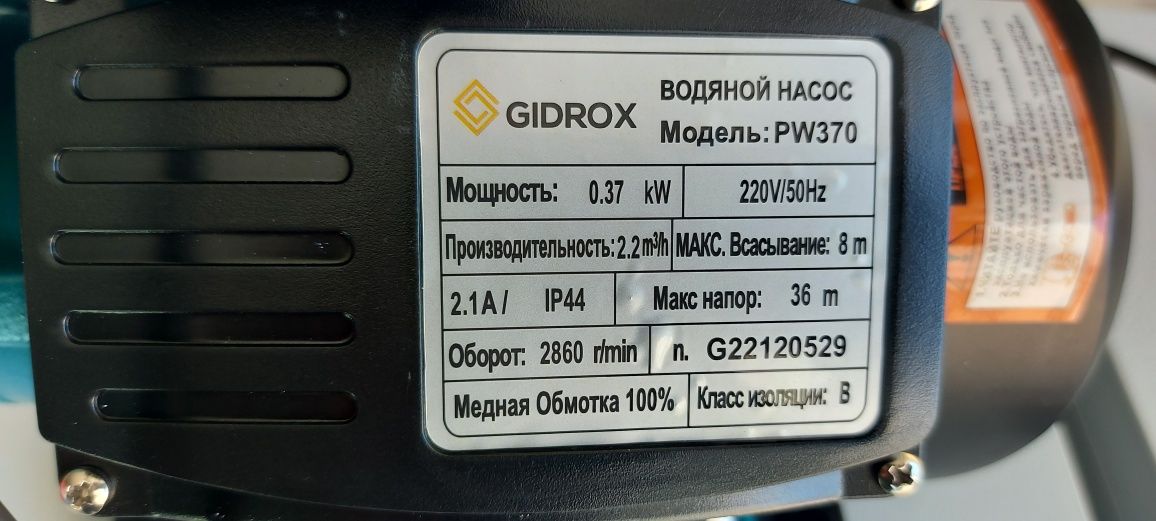 GIDROX
ВОДЯНОЙ НАСОС
Модель: PW370
Мощность: 0.37 kW
220V/50Hz
Производительность: 2.2 m³/h
МАКС. Всасывание: 8 m
2.1A / IP44
Макс напор: 36 m
Оборот: 2860 r/min
n. G22120529
Медная Обмотка 100%
Класс изоляции: B